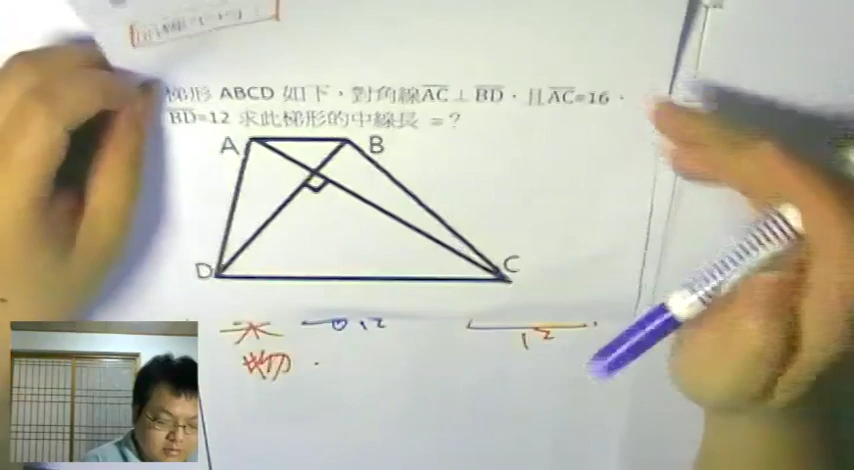 梯形 ABCD 如下，對角線AC⊥BD，且AC=16，
BD=12 求此梯形的中線長 =？
A
B
D
C
12
12